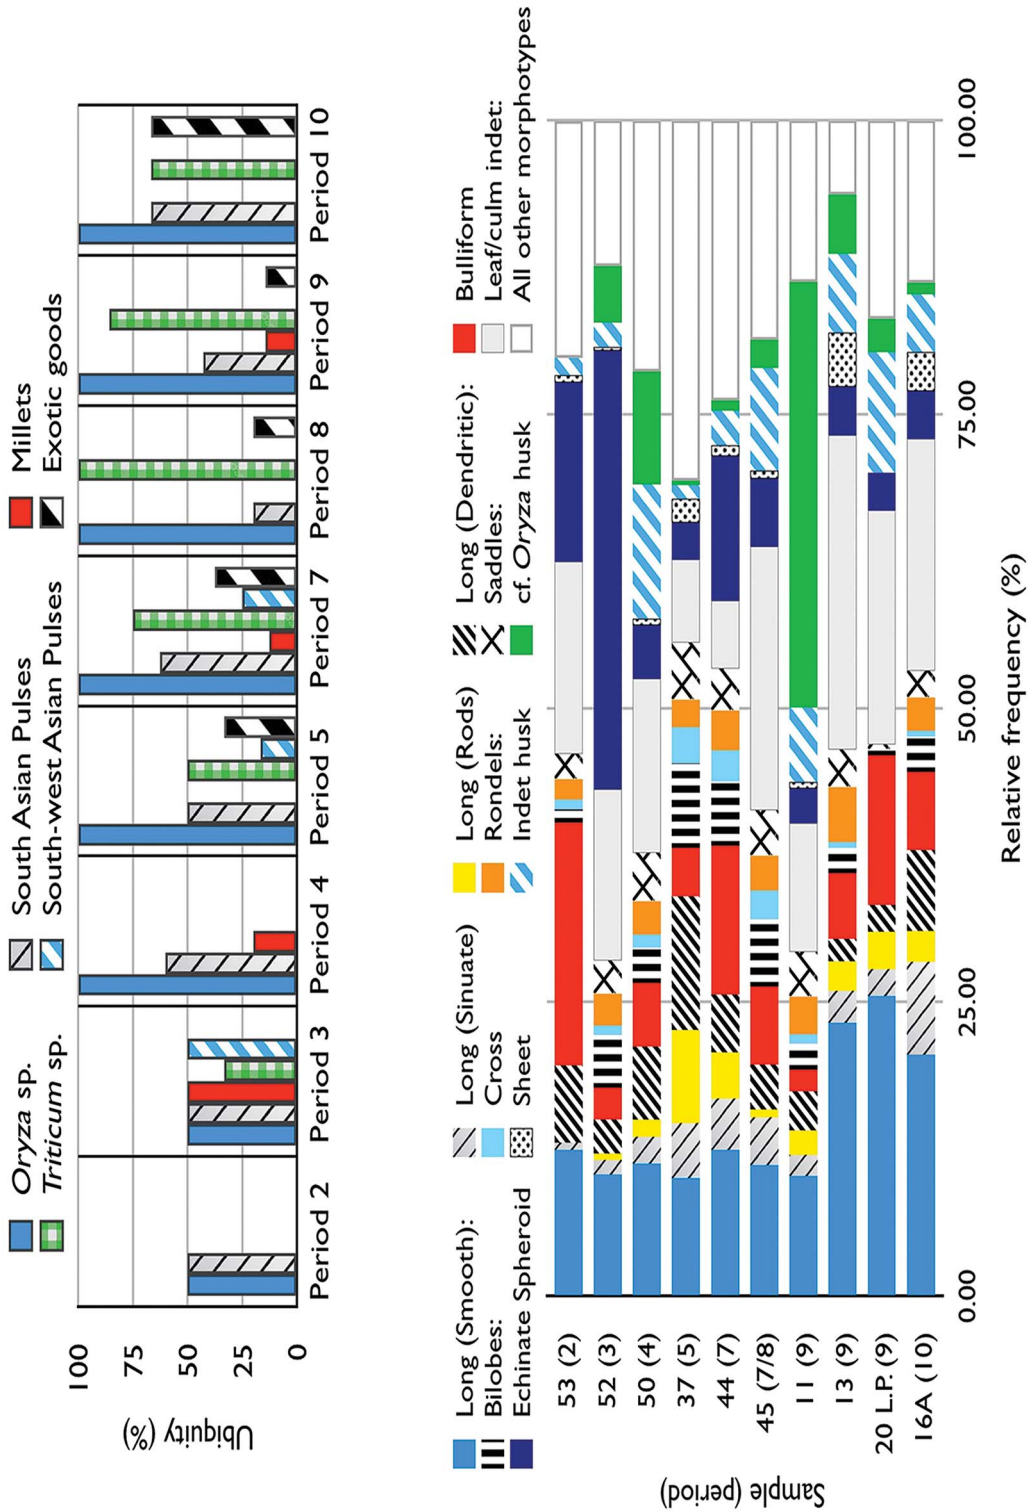 Oryza sp.
South Asian Pulses
Millets
Triticum sp.
South-west Asian Pulses
Exotic goods
Ubiquity (%)
100
75
50
25
0
Period 2
Period 3
Period 4
Period 5
Period 7
Period 8
Period 9
Period 10
Long (Smooth):
Long (Sinuate)
Long (Rods)
Long (Dendritic):
Bulliform
Bilobes:
Cross
Rondels:
Saddles:
Leaf/culm indet:
Echinate Spheroid
Sheet
Indet husk
cf. Oryza husk
All other morphotypes
Sample (period)
53 (2)
52 (3)
50 (4)
37 (5)
44 (7)
45 (7/8)
11 (9)
13 (9)
20 L.P. (9)
16A (10)
0.00
25.00
50.00
75.00
100.00
Relative frequency (%)